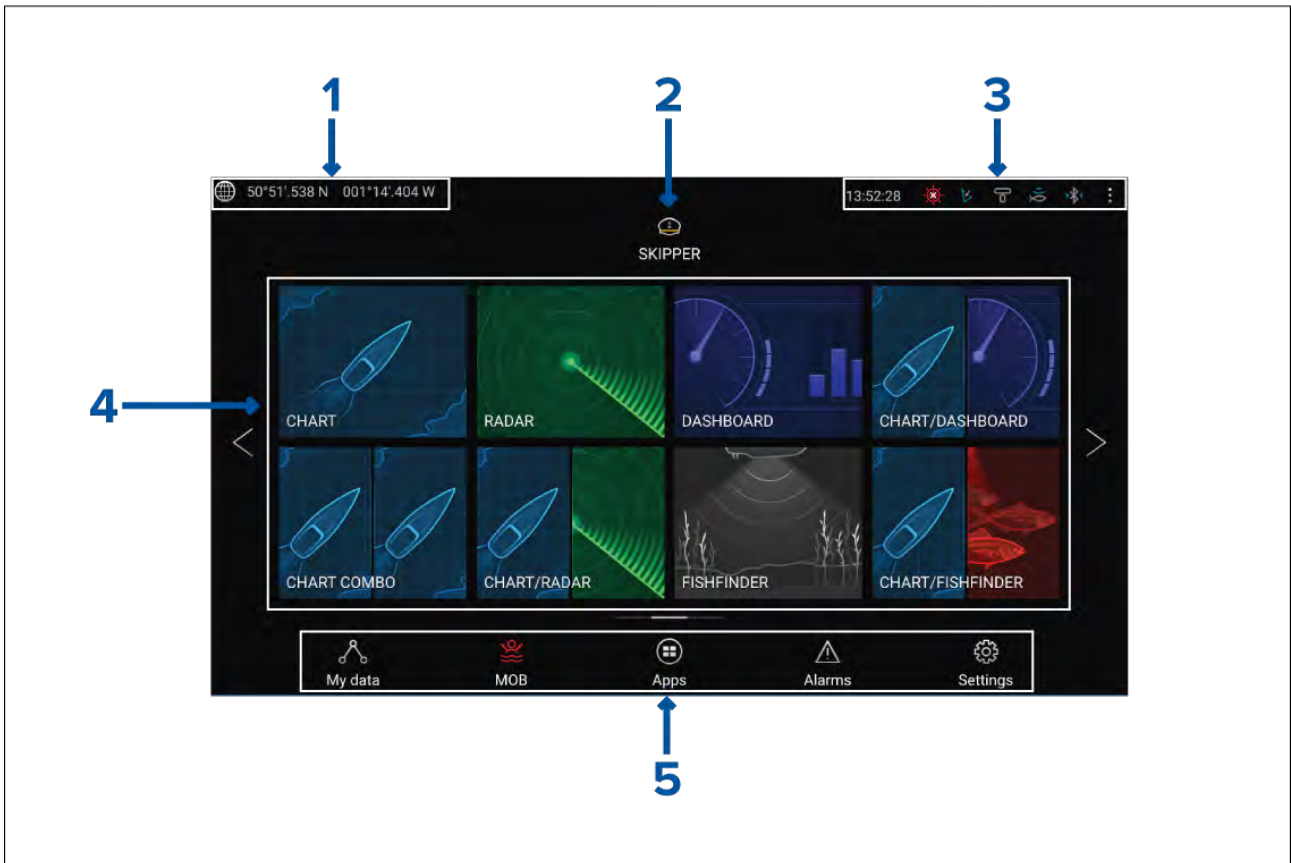 1
2
3
50°51'.538 N 001°14'.404 W
13:52:28
SKIPPER
4
CHART
RADAR
DASHBOARD
CHART/DASHBOARD
CHART COMBO
CHART/RADAR
FISHFINDER
CHART/FISHFINDER
My data
MOB
Apps
Alarms
Settings
5